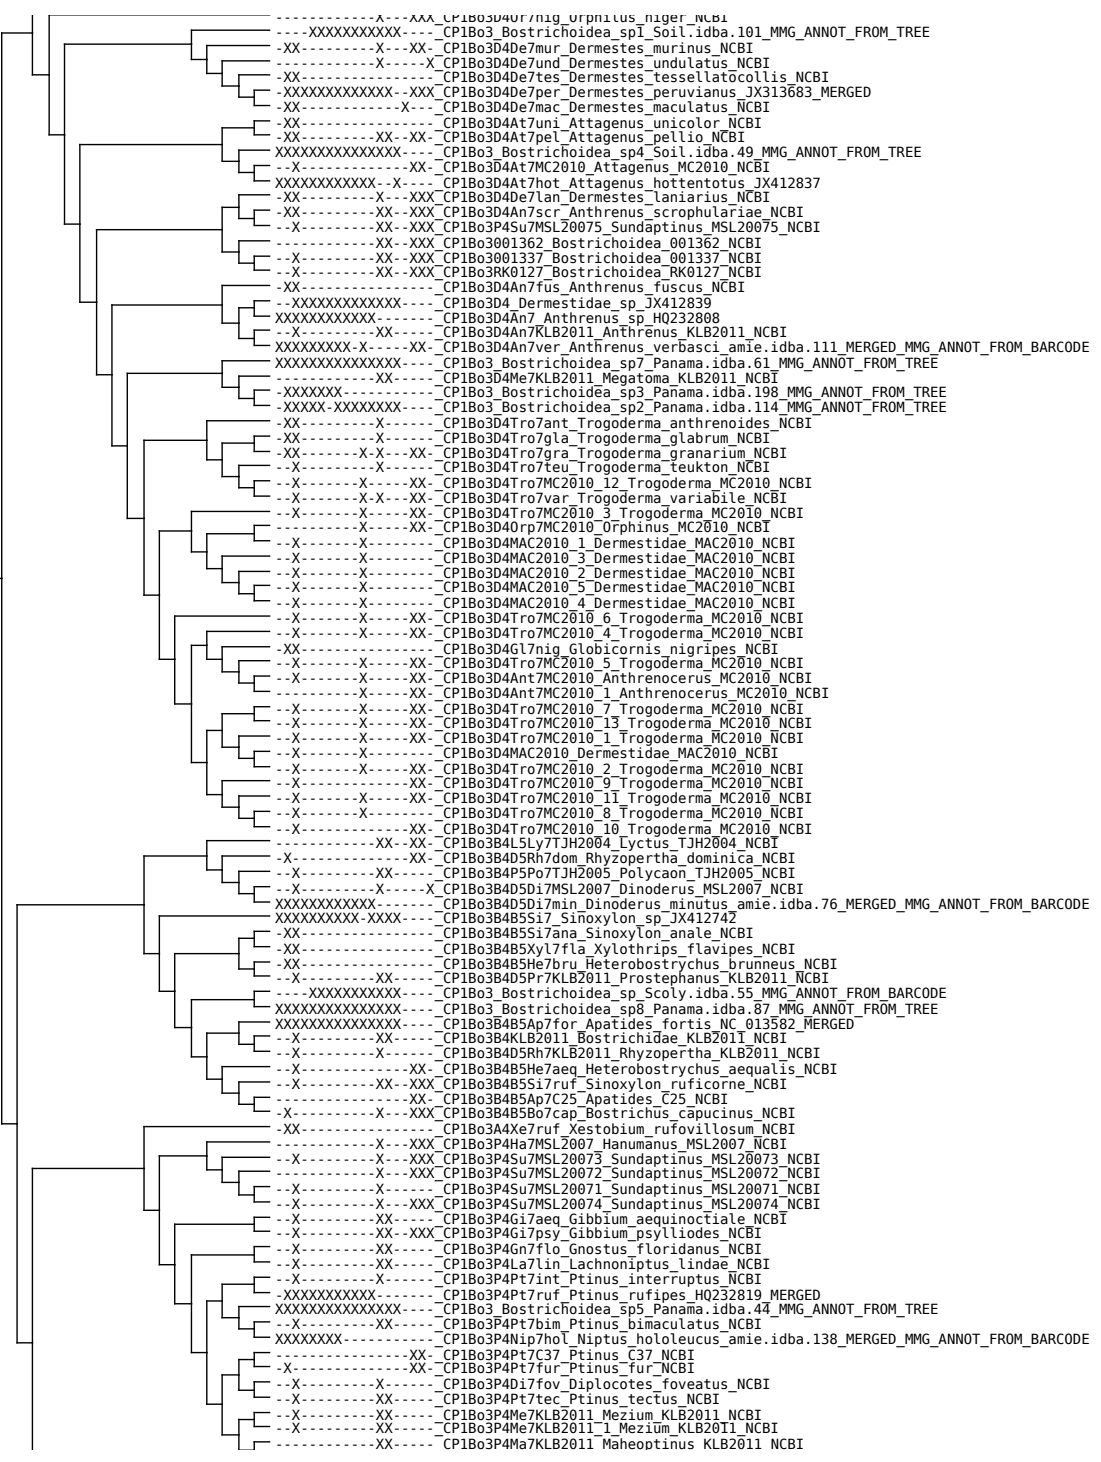 ------------X---XXX_CP1Bo3D4Or7nig_Orphilus_niger_NCBI
----XXXXXXXXXXX----_CP1Bo3_Bostrichoidea_sp1_Soil.idba.101_MMG_ANNOT_FROM_TREE
-XX---------X---XX-_CP1Bo3D4De7mur_Dermestes_murinus_NCBI
------------X-----X_CP1Bo3D4De7und_Dermestes_undulatus_NCBI
-XX----------------_CP1Bo3D4De7tes_Dermestes_tessellatocollis_NCBI
-XXXXXXXXXXXXX--XXX_CP1Bo3D4De7per_Dermestes_peruvianus_JX313683_MERGED
-XX------------X---_CP1Bo3D4De7mac_Dermestes_maculatus_NCBI
-XX----------------_CP1Bo3D4At7uni_Attagenus_unicolor_NCBI
-XX---------XX--XX-_CP1Bo3D4At7pel_Attagenus_pellio_NCBI
XXXXXXXXXXXXXXX----_CP1Bo3_Bostrichoidea_sp4_Soil.idba.49_MMG_ANNOT_FROM_TREE
--X-------------XX-_CP1Bo3D4At7MC2010_Attagenus_MC2010_NCBI
XXXXXXXXXXXX--X----_CP1Bo3D4At7hot_Attagenus_hottentotus_JX412837
-XX---------X---XXX_CP1Bo3D4De7lan_Dermestes_laniarius_NCBI
-XX---------XX--XXX_CP1Bo3D4An7scr_Anthrenus_scrophulariae_NCBI
--X---------XX--XXX_CP1Bo3P4Su7MSL20075_Sundaptinus_MSL20075_NCBI
------------XX--XXX_CP1Bo3001362_Bostrichoidea_001362_NCBI
--X---------XX--XXX_CP1Bo3001337_Bostrichoidea_001337_NCBI
--X---------XX--XXX_CP1Bo3RK0127_Bostrichoidea_RK0127_NCBI
-XX----------------_CP1Bo3D4An7fus_Anthrenus_fuscus_NCBI
--XXXXXXXXXXXXX----_CP1Bo3D4_Dermestidae_sp_JX412839
XXXXXXXXXXXX-------_CP1Bo3D4An7_Anthrenus_sp_HQ232808
--X---------XX-----_CP1Bo3D4An7KLB2011_Anthrenus_KLB2011_NCBI
XXXXXXXXX-X-----XX-_CP1Bo3D4An7ver_Anthrenus_verbasci_amie.idba.111_MERGED_MMG_ANNOT_FROM_BARCODE
XXXXXXXXXXXXXXX----_CP1Bo3_Bostrichoidea_sp7_Panama.idba.61_MMG_ANNOT_FROM_TREE
------------XX-----_CP1Bo3D4Me7KLB2011_Megatoma_KLB2011_NCBI
-XXXXXXX-----------_CP1Bo3_Bostrichoidea_sp3_Panama.idba.198_MMG_ANNOT_FROM_TREE
-XXXXX-XXXXXXXX----_CP1Bo3_Bostrichoidea_sp2_Panama.idba.114_MMG_ANNOT_FROM_TREE
-XX---------X------_CP1Bo3D4Tro7ant_Trogoderma_anthrenoides_NCBI
-XX---------X------_CP1Bo3D4Tro7gla_Trogoderma_glabrum_NCBI
-XX-------X-X---XX-_CP1Bo3D4Tro7gra_Trogoderma_granarium_NCBI
--X---------X------_CP1Bo3D4Tro7teu_Trogoderma_teukton_NCBI
--X-------X-----XX-_CP1Bo3D4Tro7MC2010_12_Trogoderma_MC2010_NCBI
--X-------X-X---XX-_CP1Bo3D4Tro7var_Trogoderma_variabile_NCBI
--X-------X-----XX-_CP1Bo3D4Tro7MC2010_3_Trogoderma_MC2010_NCBI
----------X-----XX-_CP1Bo3D4Orp7MC2010_Orphinus_MC2010_NCBI
--X-------X--------_CP1Bo3D4MAC2010_1_Dermestidae_MAC2010_NCBI
--X-------X--------_CP1Bo3D4MAC2010_3_Dermestidae_MAC2010_NCBI
--X-------X--------_CP1Bo3D4MAC2010_2_Dermestidae_MAC2010_NCBI
--X-------X--------_CP1Bo3D4MAC2010_5_Dermestidae_MAC2010_NCBI
--X-------X--------_CP1Bo3D4MAC2010_4_Dermestidae_MAC2010_NCBI
--X-------X-----XX-_CP1Bo3D4Tro7MC2010_6_Trogoderma_MC2010_NCBI
--X-------X-----XX-_CP1Bo3D4Tro7MC2010_4_Trogoderma_MC2010_NCBI
-XX----------------_CP1Bo3D4Gl7nig_Globicornis_nigripes_NCBI
--X-------X-----XX-_CP1Bo3D4Tro7MC2010_5_Trogoderma_MC2010_NCBI
--X-------X-----XX-_CP1Bo3D4Ant7MC2010_Anthrenocerus_MC2010_NCBI
----------X-----XX-_CP1Bo3D4Ant7MC2010_1_Anthrenocerus_MC2010_NCBI
--X-------X-----XX-_CP1Bo3D4Tro7MC2010_7_Trogoderma_MC2010_NCBI
--X-------X-----XX-_CP1Bo3D4Tro7MC2010_13_Trogoderma_MC2010_NCBI
--X-------X-----XX-_CP1Bo3D4Tro7MC2010_1_Trogoderma_MC2010_NCBI
--X-------X--------_CP1Bo3D4MAC2010_Dermestidae_MAC2010_NCBI
--X-------X-----XX-_CP1Bo3D4Tro7MC2010_2_Trogoderma_MC2010_NCBI
--X-------------XX-_CP1Bo3D4Tro7MC2010_9_Trogoderma_MC2010_NCBI
--X-------X-----XX-_CP1Bo3D4Tro7MC2010_11_Trogoderma_MC2010_NCBI
--X-------X--------_CP1Bo3D4Tro7MC2010_8_Trogoderma_MC2010_NCBI
--X-------------XX-_CP1Bo3D4Tro7MC2010_10_Trogoderma_MC2010_NCBI
------------XX--XX-_CP1Bo3B4L5Ly7TJH2004_Lyctus_TJH2004_NCBI
-X--------------XX-_CP1Bo3B4D5Rh7dom_Rhyzopertha_dominica_NCBI
--X---------XX-----_CP1Bo3B4P5Po7TJH2005_Polycaon_TJH2005_NCBI
--X---------X-----X_CP1Bo3B4D5Di7MSL2007_Dinoderus_MSL2007_NCBI
XXXXXXXXXXXX-------_CP1Bo3B4D5Di7min_Dinoderus_minutus_amie.idba.76_MERGED_MMG_ANNOT_FROM_BARCODE
XXXXXXXXXX-XXXX----_CP1Bo3B4B5Si7_Sinoxylon_sp_JX412742
-XX----------------_CP1Bo3B4B5Si7ana_Sinoxylon_anale_NCBI
-XX----------------_CP1Bo3B4B5Xyl7fla_Xylothrips_flavipes_NCBI
-XX----------------_CP1Bo3B4B5He7bru_Heterobostrychus_brunneus_NCBI
--X---------XX-----_CP1Bo3B4D5Pr7KLB2011_Prostephanus_KLB2011_NCBI
----XXXXXXXXXXX----_CP1Bo3_Bostrichoidea_sp_Scoly.idba.55_MMG_ANNOT_FROM_BARCODE
XXXXXXXXXXXXXXX----_CP1Bo3_Bostrichoidea_sp8_Panama.idba.87_MMG_ANNOT_FROM_TREE
XXXXXXXXXXXXXXX----_CP1Bo3B4B5Ap7for_Apatides_fortis_NC_013582_MERGED
--X---------XX-----_CP1Bo3B4KLB2011_Bostrichidae_KLB2011_NCBI
--X---------X------_CP1Bo3B4D5Rh7KLB2011_Rhyzopertha_KLB2011_NCBI
--X-------------XX-_CP1Bo3B4B5He7aeq_Heterobostrychus_aequalis_NCBI
--X---------XX--XXX_CP1Bo3B4B5Si7ruf_Sinoxylon_ruficorne_NCBI
----------------XX-_CP1Bo3B4B5Ap7C25_Apatides_C25_NCBI
-X----------X---XXX_CP1Bo3B4B5Bo7cap_Bostrichus_capucinus_NCBI
-XX----------------_CP1Bo3A4Xe7ruf_Xestobium_rufovillosum_NCBI
------------X---XXX_CP1Bo3P4Ha7MSL2007_Hanumanus_MSL2007_NCBI
--X---------X---XXX_CP1Bo3P4Su7MSL20073_Sundaptinus_MSL20073_NCBI
----------------XXX_CP1Bo3P4Su7MSL20072_Sundaptinus_MSL20072_NCBI
--X---------X------_CP1Bo3P4Su7MSL20071_Sundaptinus_MSL20071_NCBI
--X---------X---XXX_CP1Bo3P4Su7MSL20074_Sundaptinus_MSL20074_NCBI
--X---------XX-----_CP1Bo3P4Gi7aeq_Gibbium_aequinoctiale_NCBI
--X---------XX--XXX_CP1Bo3P4Gi7psy_Gibbium_psylliodes_NCBI
--X---------XX-----_CP1Bo3P4Gn7flo_Gnostus_floridanus_NCBI
--X---------XX-----_CP1Bo3P4La7lin_Lachnoniptus_lindae_NCBI
--X---------X------_CP1Bo3P4Pt7int_Ptinus_interruptus_NCBI
-XXXXXXXXXXX-------_CP1Bo3P4Pt7ruf_Ptinus_rufipes_HQ232819_MERGED
XXXXXXXXXXXXXXX----_CP1Bo3_Bostrichoidea_sp5_Panama.idba.44_MMG_ANNOT_FROM_TREE
--X---------XX-----_CP1Bo3P4Pt7bim_Ptinus_bimaculatus_NCBI
XXXXXXXX-----------_CP1Bo3P4Nip7hol_Niptus_hololeucus_amie.idba.138_MERGED_MMG_ANNOT_FROM_BARCODE
----------------XX-_CP1Bo3P4Pt7C37_Ptinus_C37_NCBI
-X--------------XX-_CP1Bo3P4Pt7fur_Ptinus_fur_NCBI
--X---------X------_CP1Bo3P4Di7fov_Diplocotes_foveatus_NCBI
--X---------XX-----_CP1Bo3P4Pt7tec_Ptinus_tectus_NCBI
--X---------XX-----_CP1Bo3P4Me7KLB2011_Mezium_KLB2011_NCBI
--X---------XX-----_CP1Bo3P4Me7KLB2011_1_Mezium_KLB2011_NCBI
------------XX-----_CP1Bo3P4Ma7KLB2011_Maheoptinus_KLB2011_NCBI